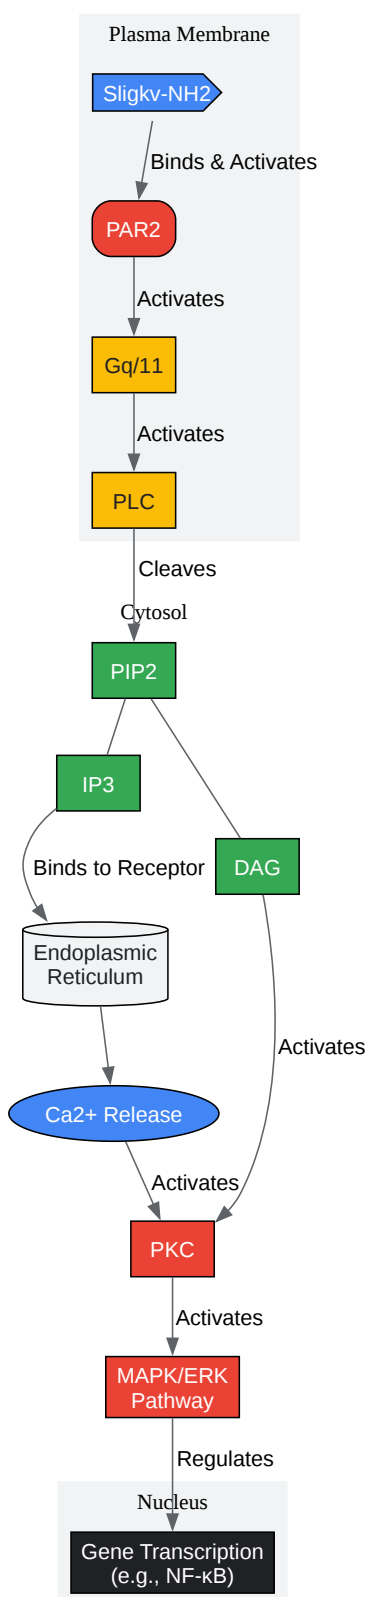 Plasma Membrane
Sligkv-NH2
Binds & Activates
PAR2
Activates
Gq/11
Activates
PLC
Cleaves
Cytosol
PIP2
IP3
Binds to Receptor
DAG
Endoplasmic
Reticulum
Activates
Ca2+ Release
Activates
PKC
Activates
MAPK/ERK
Pathway
Regulates
Nucleus
Gene Transcription
(e.g., NF-κB)